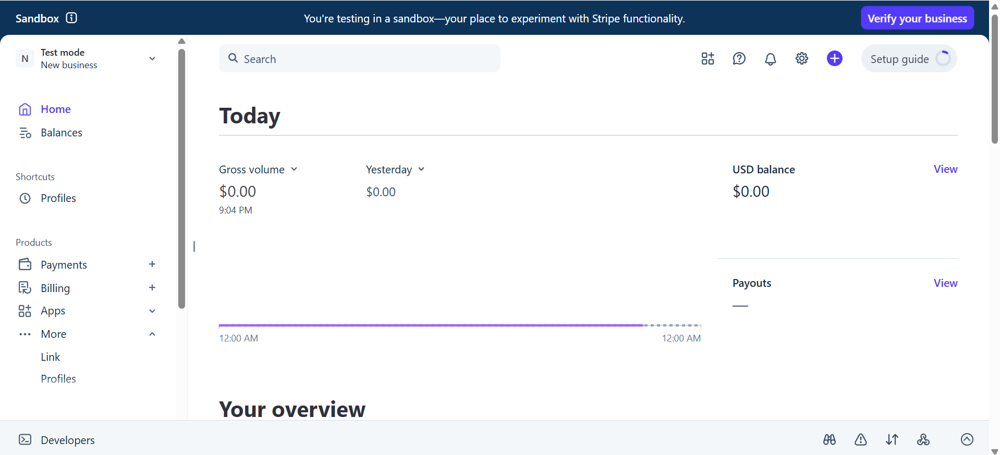 Sandbox
You're testing in a sandbox—your place to experiment with Stripe functionality.
Verify your business
N
Test mode
New business
Search
Setup guide
Home
Balances
Shortcuts
Profiles
Products
Payments
Billing
Apps
More
Link
Profiles
Today
Gross volume
$0.00
9:04 PM
Yesterday
$0.00
12:00 AM
12:00 AM
USD balance
View
$0.00
Payouts
View
—
Your overview
Developers